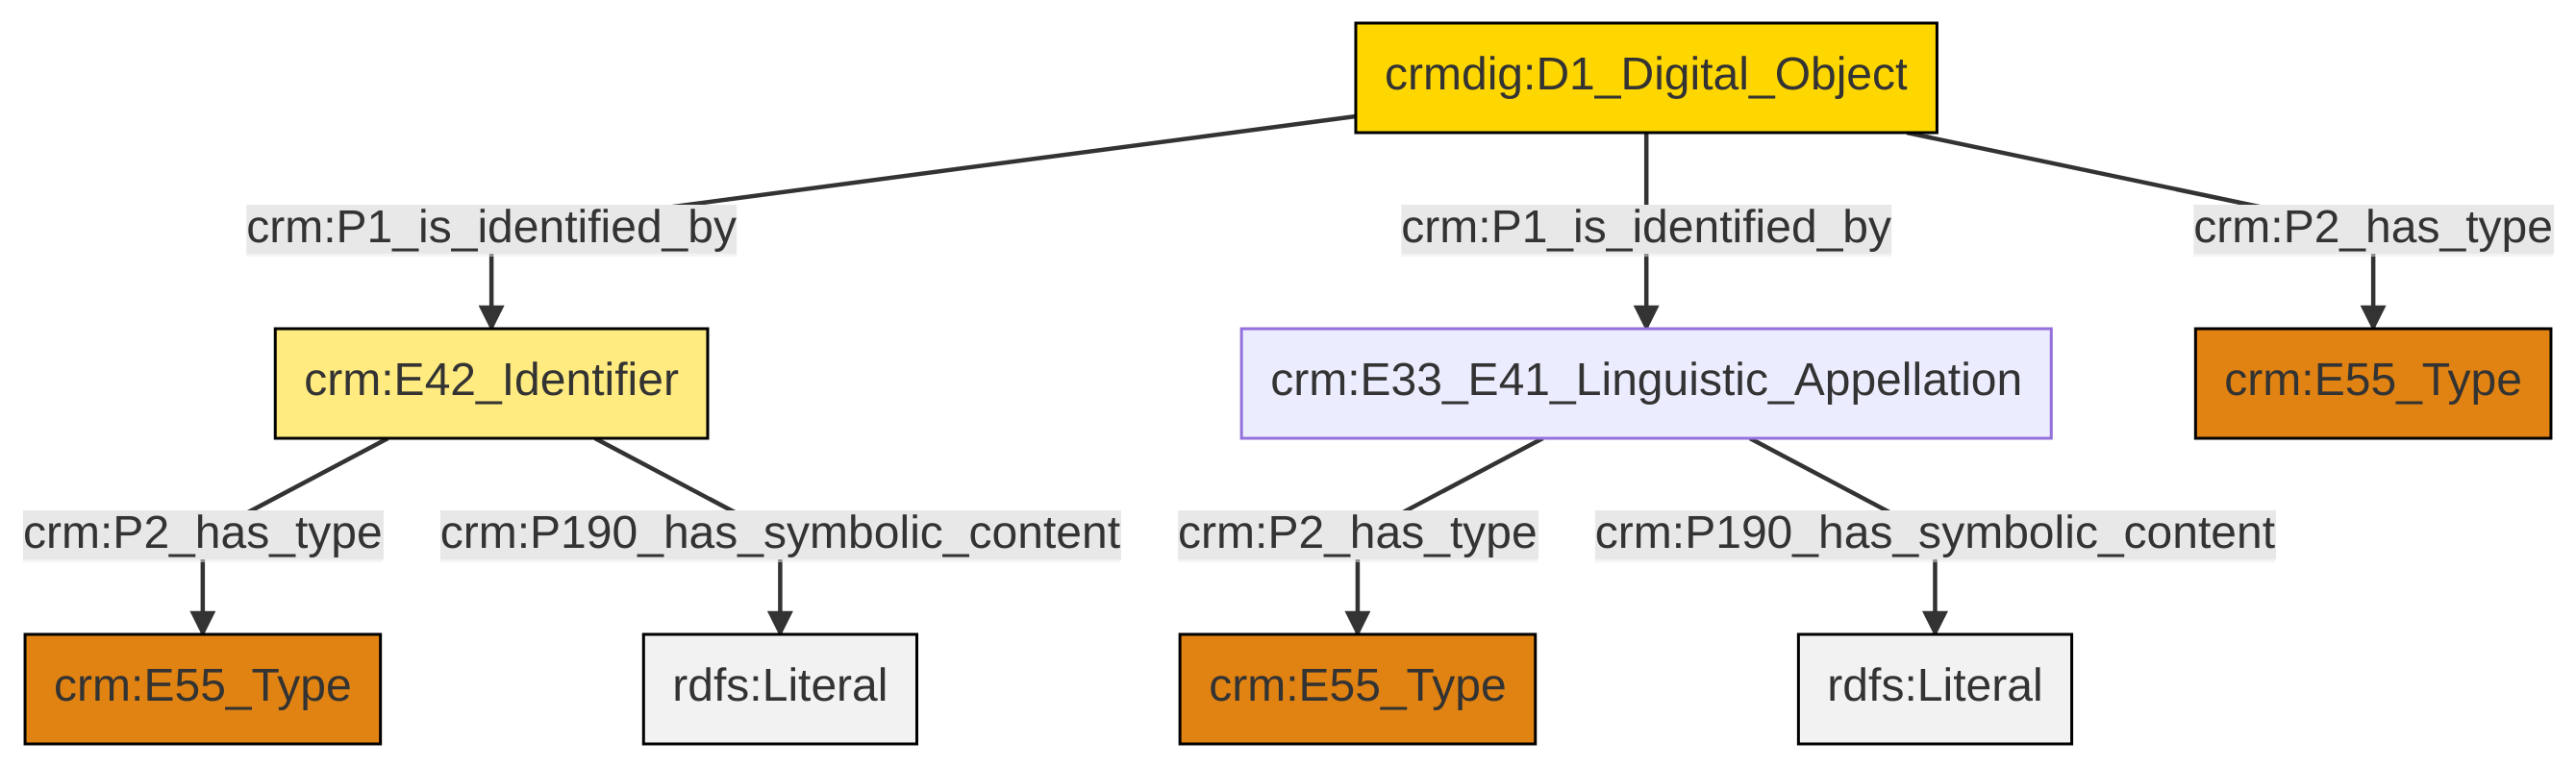 crmdig:D1_Digital_Object
crm:P1_is_identified_by
crm:P1_is_identified_by
crm:P2_has_type
crm:E42_Identifier
crm:E33_E41_Linguistic_Appellation
crm:E55_Type
crm:P2_has_type
crm:P190_has_symbolic_content
crm:P2_has_type
crm:P190_has_symbolic_content
crm:E55_Type
rdfs:Literal
crm:E55_Type
rdfs:Literal